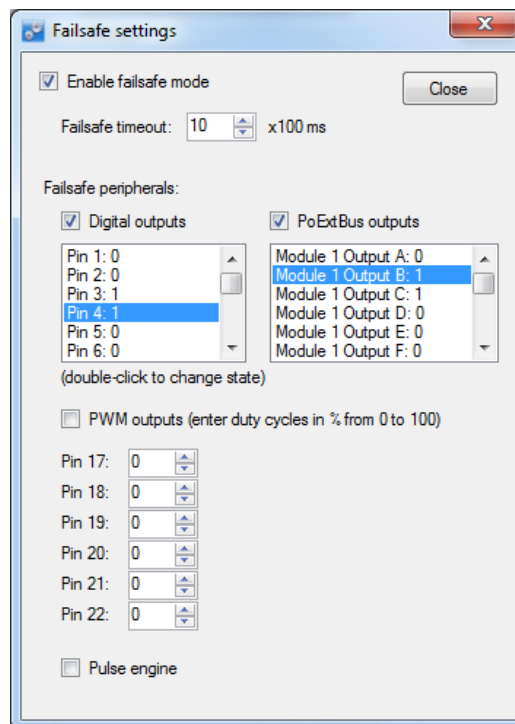 Failsafe settings
Enable failsafe mode
Close
Failsafe timeout: 10 x100 ms
Failsafe peripherals:
Digital outputs
PoExtBus outputs
Pin 1: 0
Pin 2: 0
Pin 3: 1
Pin 4: 1
Pin 5: 0
Pin 6: 0
Module 1 Output A: 0
Module 1 Output B: 1
Module 1 Output C: 1
Module 1 Output D: 0
Module 1 Output E: 0
Module 1 Output F: 0
(double-click to change state)
PWM outputs (enter duty cycles in % from 0 to 100)
Pin 17: 0
Pin 18: 0
Pin 19: 0
Pin 20: 0
Pin 21: 0
Pin 22: 0
Pulse engine